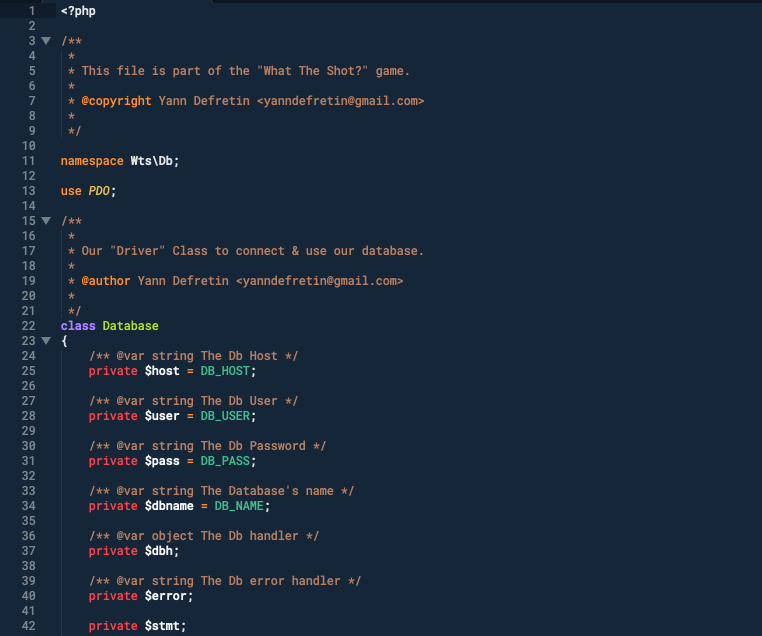 1 <?php
2
3 /**
4 *
5 * This file is part of the "What The Shot?" game.
6 *
7 * @copyright Yann Defretin <yanndefretin@gmail.com>
8 *
9 */
10
11 namespace Wts\Db;
12
13 use PDO;
14
15 /**
16 *
17 * Our "Driver" Class to connect & use our database.
18 *
19 * @author Yann Defretin <yanndefretin@gmail.com>
20 *
21 */
22 class Database
23 {
24 /** @var string The Db Host */
25 private $host = DB_HOST;
26
27 /** @var string The Db User */
28 private $user = DB_USER;
29
30 /** @var string The Db Password */
31 private $pass = DB_PASS;
32
33 /** @var string The Database's name */
34 private $dbname = DB_NAME;
35
36 /** @var object The Db handler */
37 private $dbh;
38
39 /** @var string The Db error handler */
40 private $error;
41
42 private $stmt;